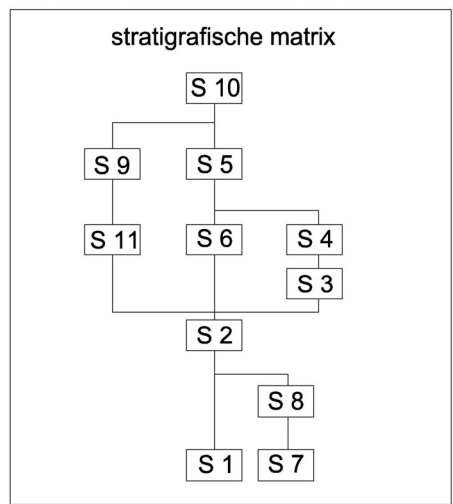 stratigrafische matrix
S 10
S 9 S 5
S 11 S 6 S 4
S 3
S 2
S 8
S 1 S 7